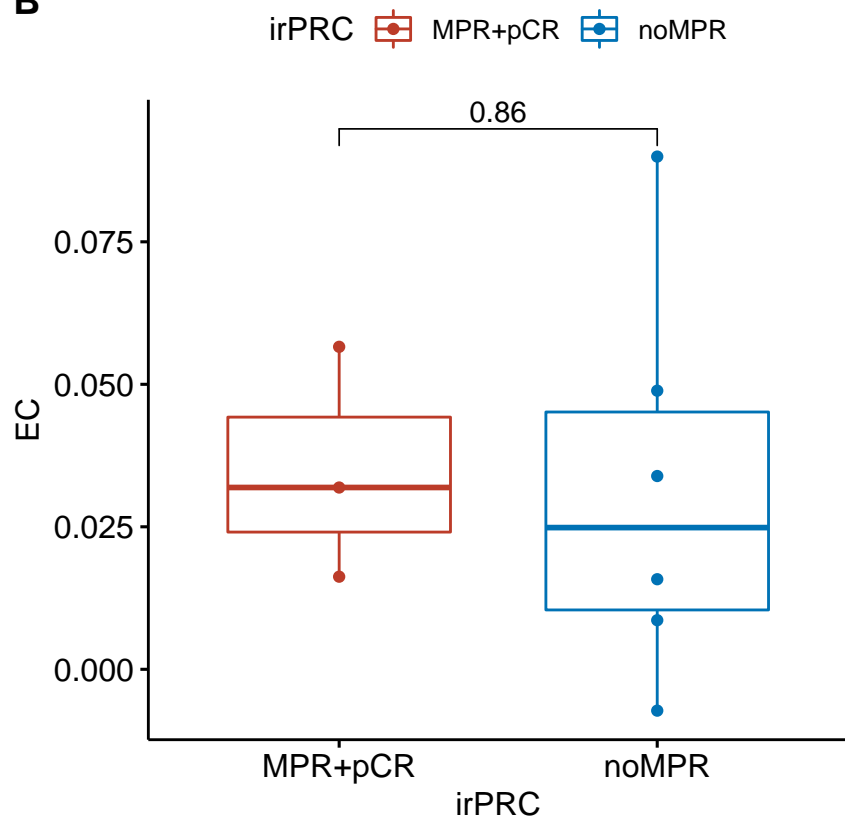 B
irPRC MPR+pCR noMPR
0.86
0.075
0.050
0.025
0.000
EC
MPR+pCR noMPR
irPRC